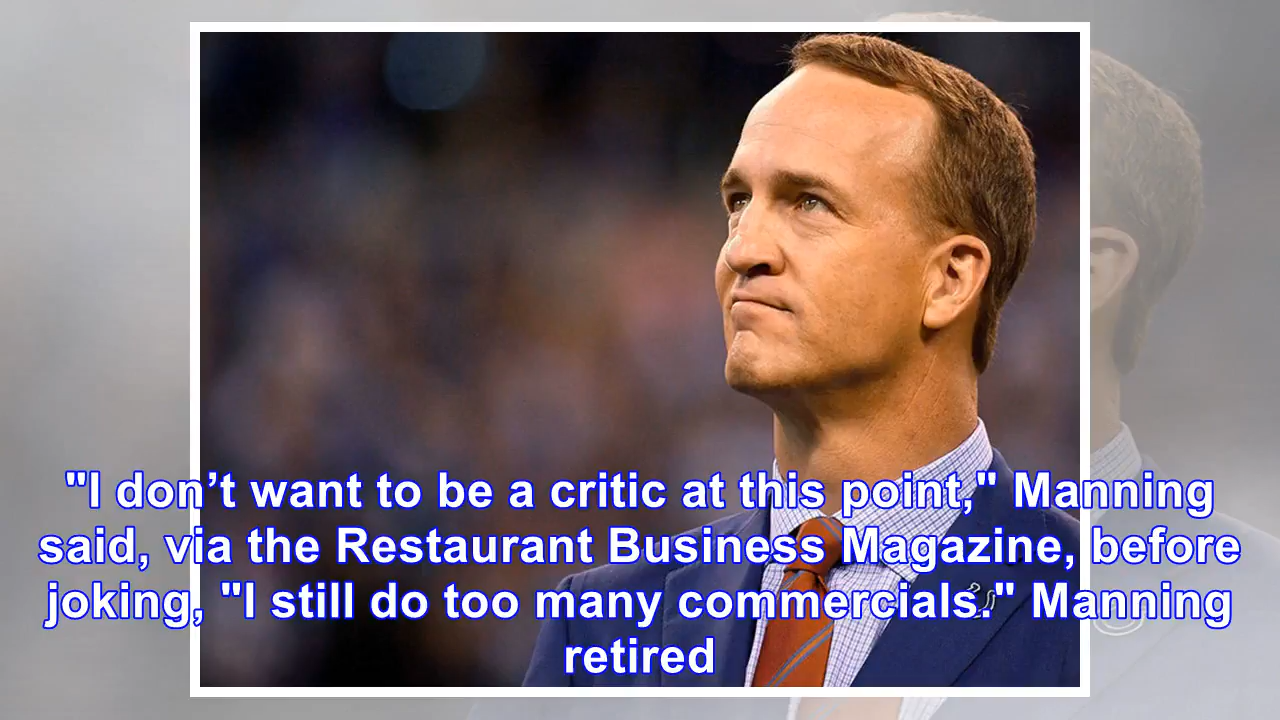 "I don’t want to be a critic at this point," Manning
said, via the Restaurant Business Magazine, before
joking, "I still do too many commercials." Manning
retired